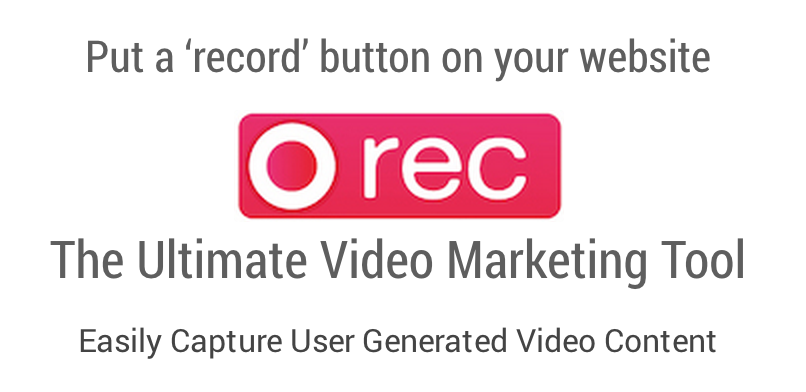 Put a ‘record’ button on your website
rec
The Ultimate Video Marketing Tool
Easily Capture User Generated Video Content